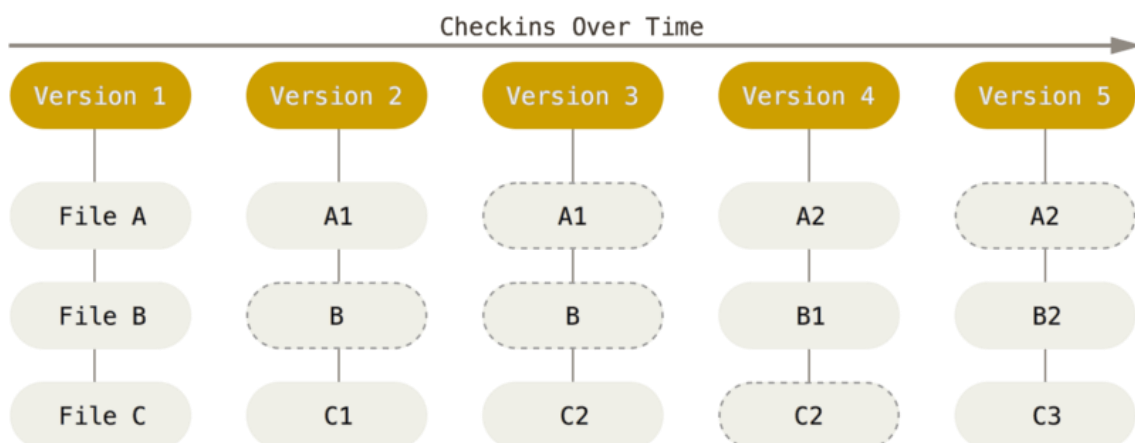 Checkins Over Time
Version 1 Version 2 Version 3 Version 4 Version 5
File A A1 A1 A2 A2
File B B B B1 B2
File C C1 C2 C2 C3